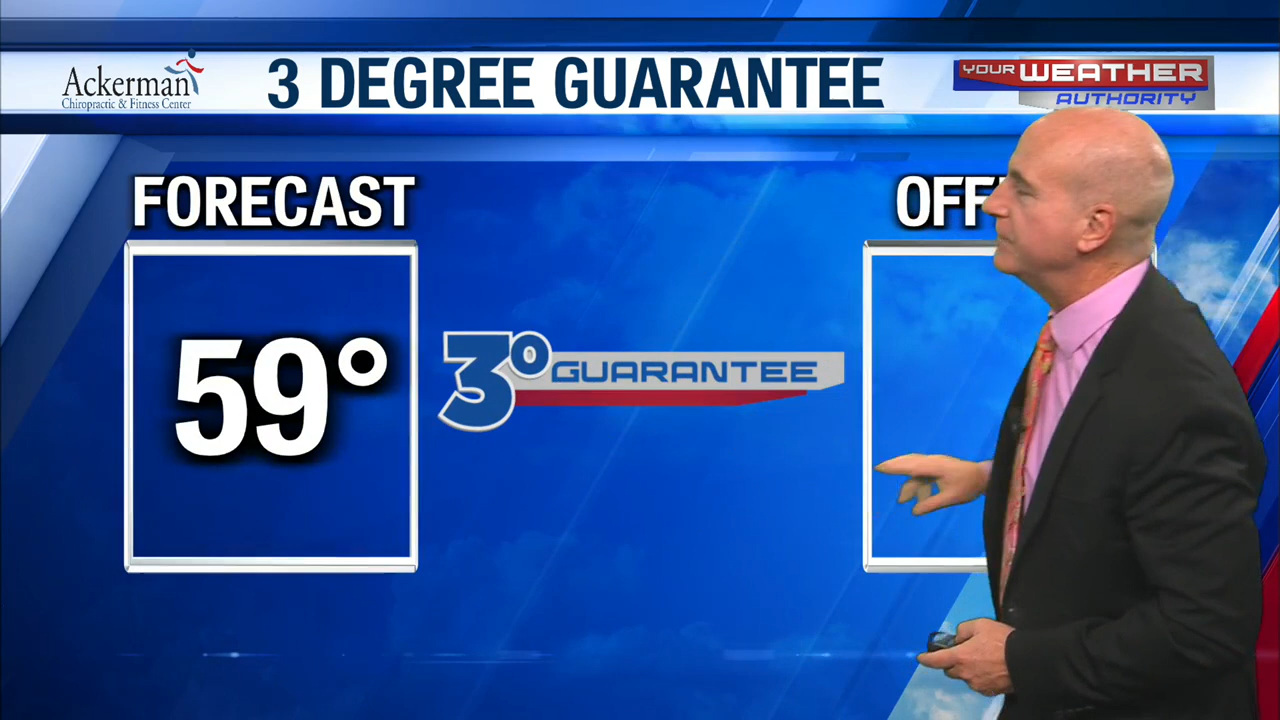 Ackerman
Chiropractic & Fitness Center
3 DEGREE GUARANTEE
YOUR WEATHER
AUTHORITY
FORECAST
59°
3° GUARANTEE